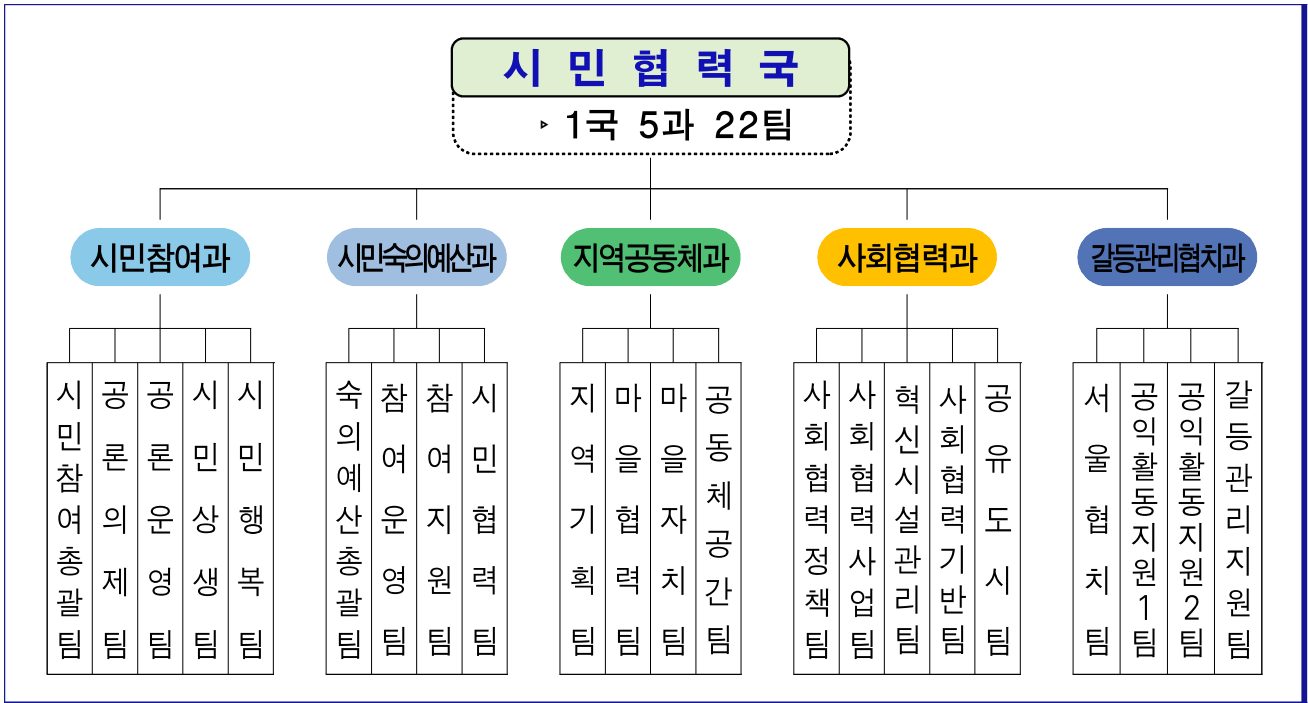 시 민 협 력 국
▹ 1국 5과 22팀
시민참여과
시민숙의예산과
지역공동체과
사회협력과
갈등관리협치과
시민참여총괄팀
공론의제팀
공론운영팀
시민상생팀
시민행복팀
숙의예산총괄팀
참여운영팀
참여지원팀
시민협력팀
지역기획팀
마을협력팀
마을자치팀
공동체공간팀
사회협력정책팀
사회협력사업팀
혁신시설관리팀
사회협력기반팀
공유도시팀
서울협치팀
공익활동지원1팀
공익활동지원2팀
갈등관리지원팀